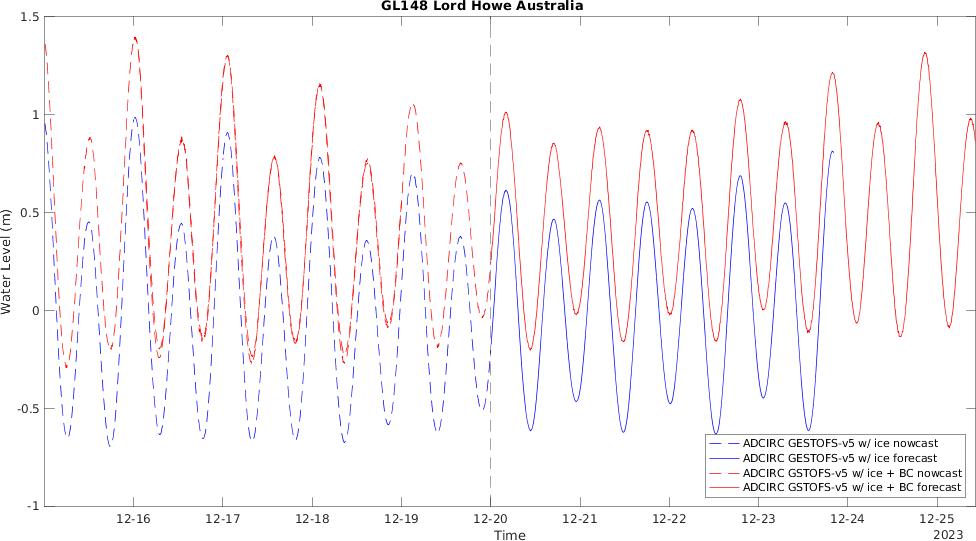 GL148 Lord Howe Australia
Water Level (m)
1.5
1
0.5
0
-0.5
-1
12-16
12-17
12-18
12-19
12-20
12-21
12-22
12-23
12-24
12-25
Time
2023
ADCIRC GESTOFS-v5 w/ ice nowcast
ADCIRC GESTOFS-v5 w/ ice forecast
ADCIRC GSTOFS-v5 w/ ice + BC nowcast
ADCIRC GSTOFS-v5 w/ ice + BC forecast